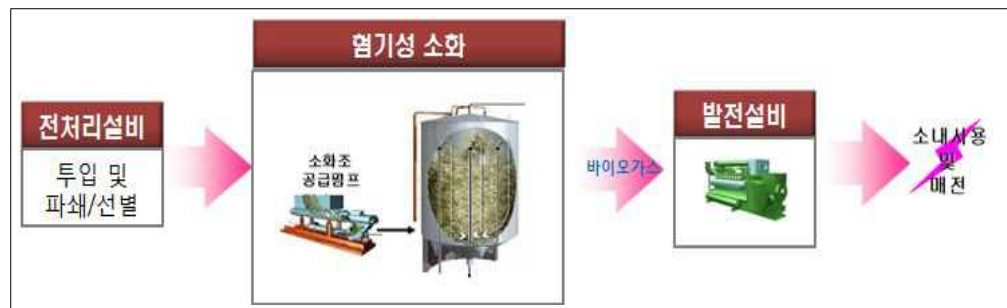 전처리설비
투입 및
파쇄/선별
혐기성 소화
소화조
공급펌프
바이오가스
발전설비
소내사용
및
매전